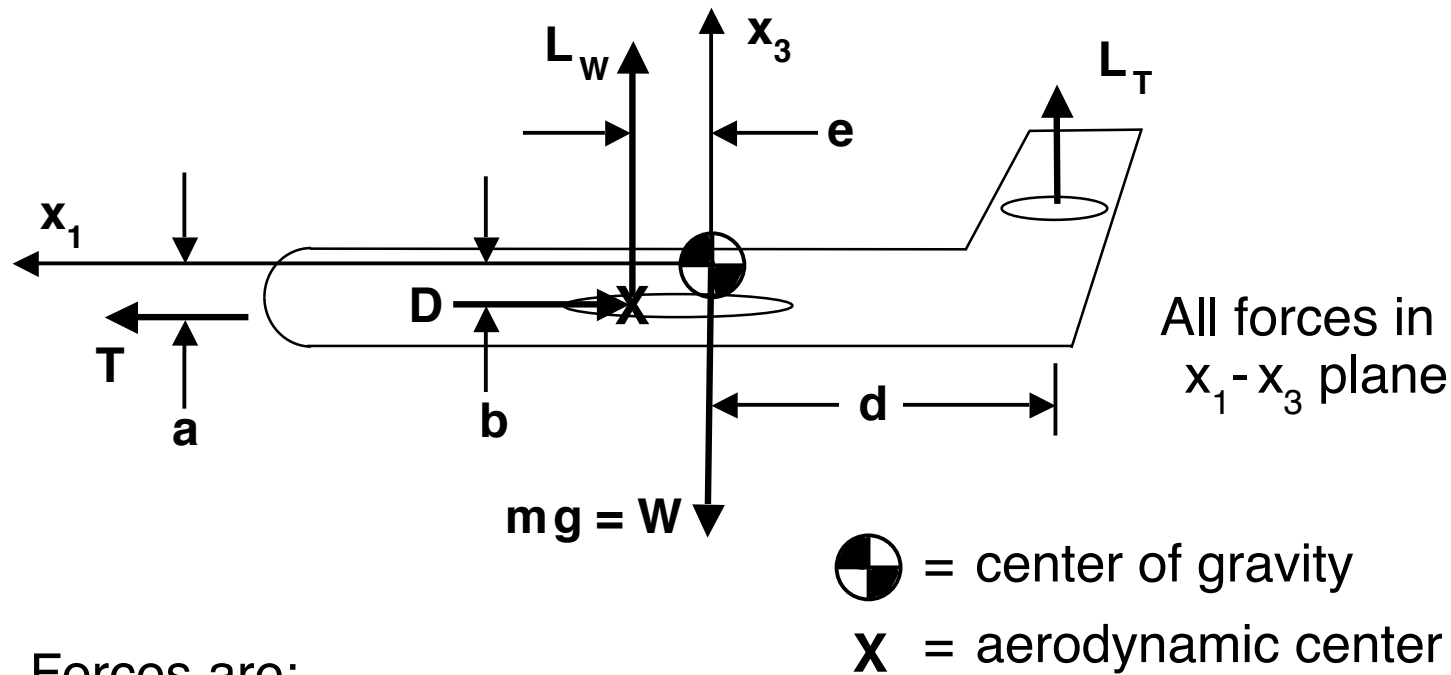 L_W
x_3
L_T
e
x_1
D
X
T
a
b
d
All forces in
x_1 - x_3 plane
mg = W
= center of gravity
X = aerodynamic center
Forces are: